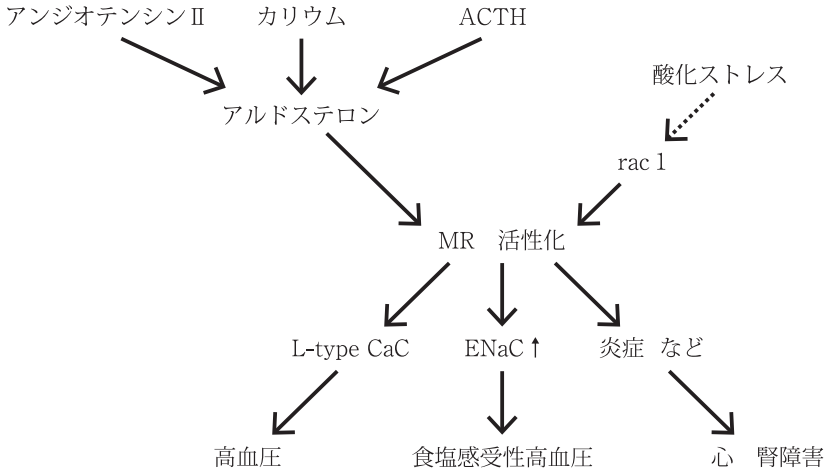 アンジオテンシンⅡ カリウム ACTH
酸化ストレス
アルドステロン
rac 1
MR 活性化
L-type CaC ENaC↑ 炎症 など
高血圧 食塩感受性高血圧 心 腎障害